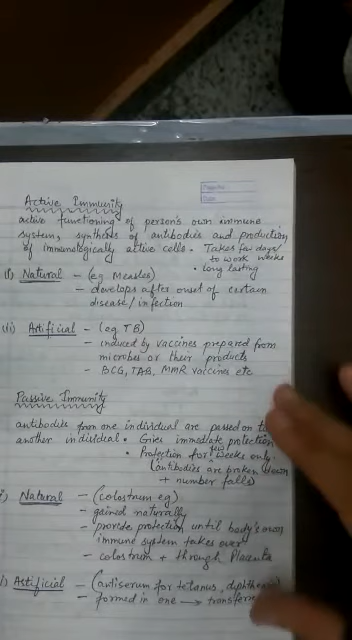 Active Immunity
active functioning of person's own immune
system, synthesis of antibodies and production
of immunologically active cells. Takes few days/
to work weeks
• long lasting
(i) Natural - (eg Measles)
- develops after onset of certain
disease/infection
(ii) Artificial - (eg TB)
- induced by vaccines prepared from
microbes or their products
- BCG, TAB, MMR vaccines etc
Passive Immunity
antibodies from one individual are passed on to
another individual. Gives immediate protection
• Protection for few weeks only.
(antibodies are broken down
+ number falls)
Natural - (colostrum eg)
- gained naturally
- provide protection until body's own
immune system takes over
- colostrum + through Placenta
Artificial - (antiserum for tetanus, diphtheria)
- formed in one → transferre